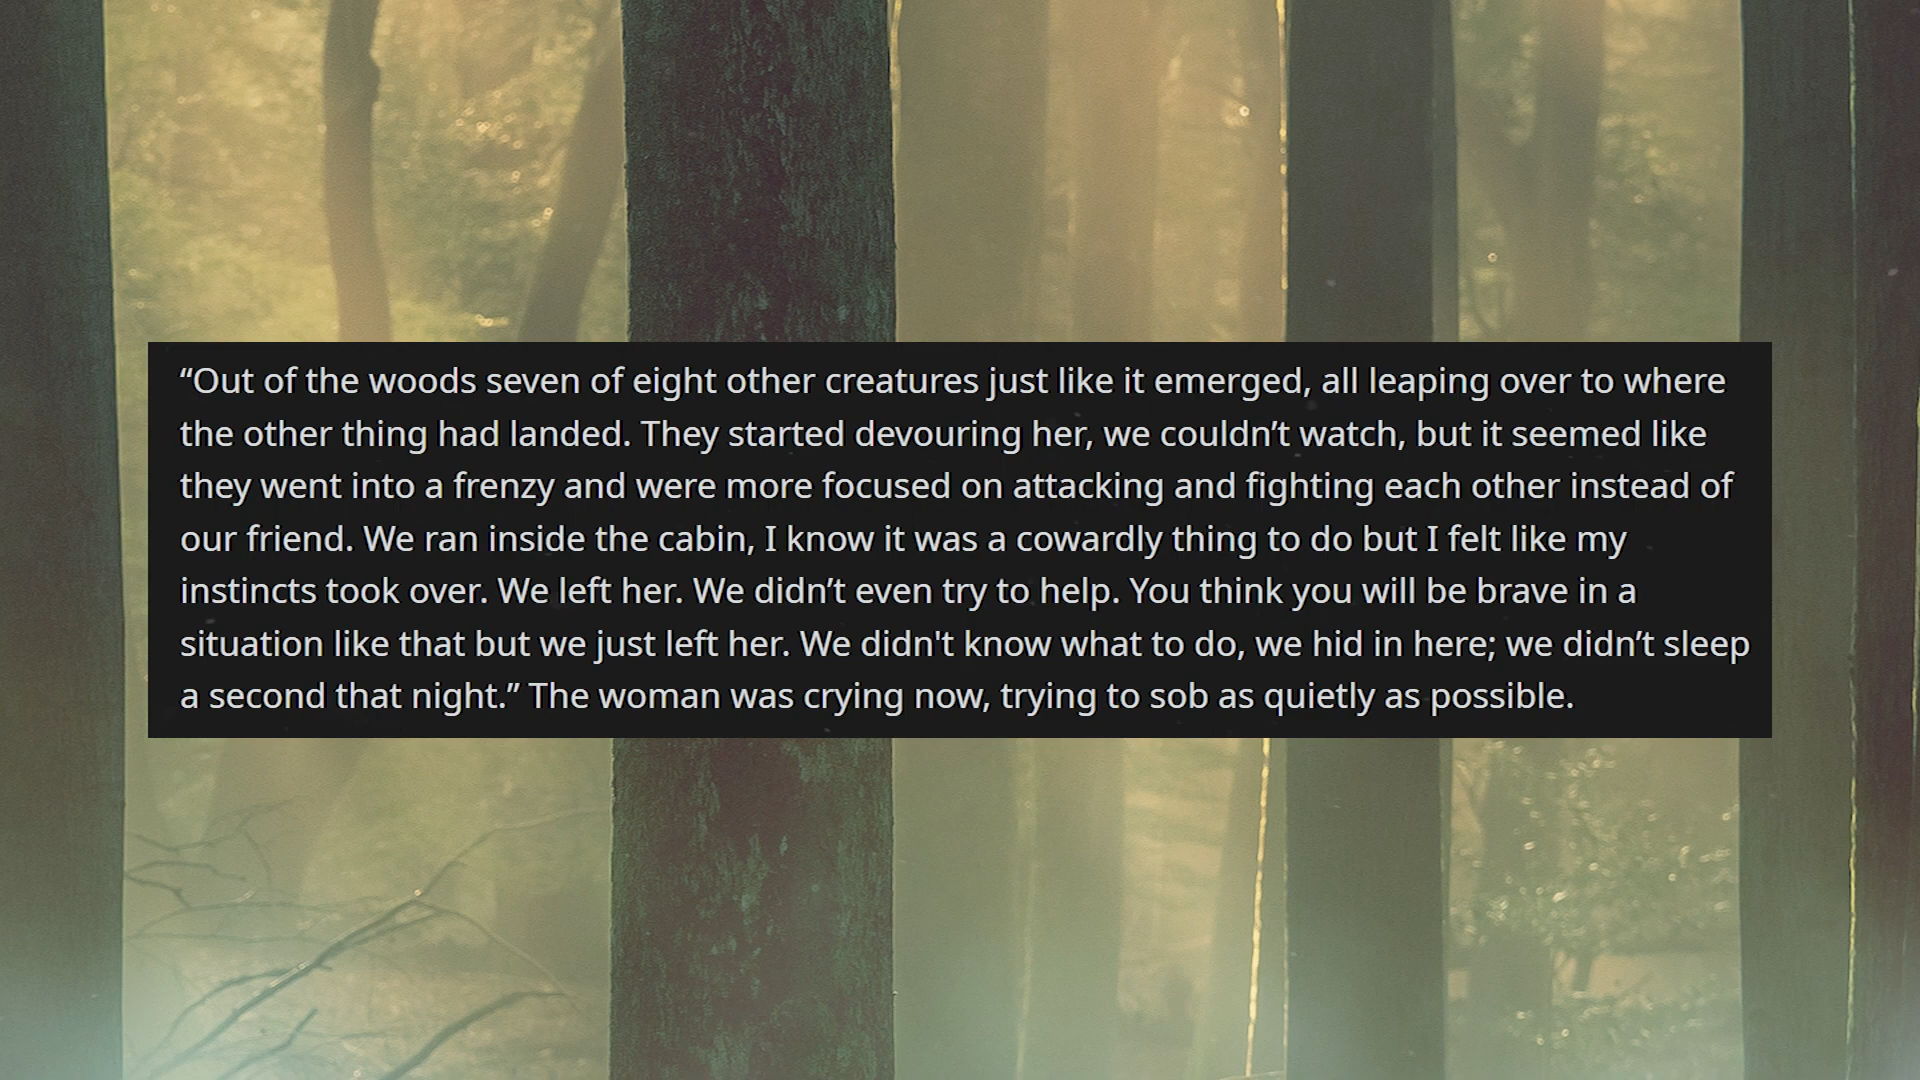 “Out of the woods seven of eight other creatures just like it emerged, all leaping over to where
the other thing had landed. They started devouring her, we couldn’t watch, but it seemed like
they went into a frenzy and were more focused on attacking and fighting each other instead of
our friend. We ran inside the cabin, I know it was a cowardly thing to do but I felt like my
instincts took over. We left her. We didn’t even try to help. You think you will be brave in a
situation like that but we just left her. We didn't know what to do, we hid in here; we didn’t sleep
a second that night.” The woman was crying now, trying to sob as quietly as possible.